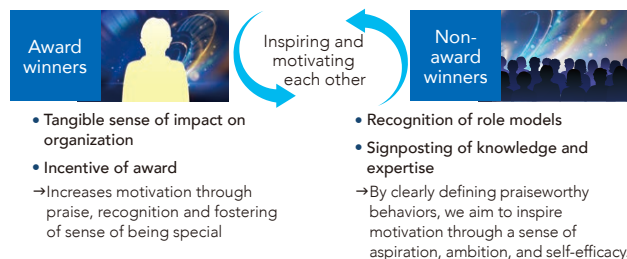 Award
winners
Inspiring and
motivating
each other
Non-
award
winners
• Tangible sense of impact on
organization
• Incentive of award
→Increases motivation through
praise, recognition and fostering
of sense of being special
• Recognition of role models
• Signposting of knowledge and
expertise
→By clearly defining praiseworthy
behaviors, we aim to inspire
motivation through a sense of
aspiration, ambition, and self-efficacy